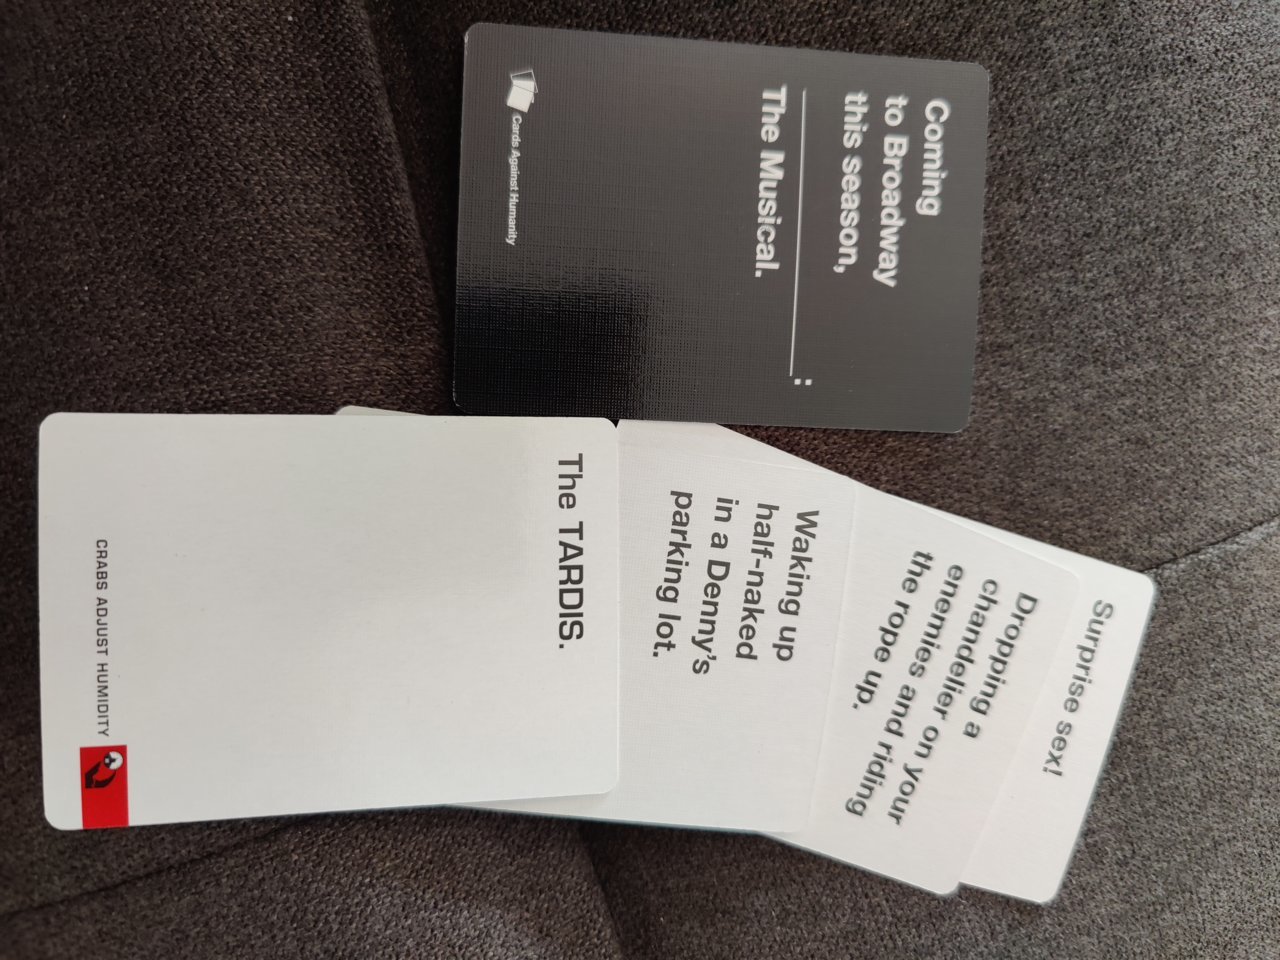 Coming
to Broadway
this season,
____________:
The Musical.
Cards Against Humanity
Surprise sex!
Dropping a
chandelier on your
enemies and riding
the rope up.
Waking up
half-naked
in a Denny's
parking lot.
The TARDIS.
CRABS ADJUST HUMIDITY